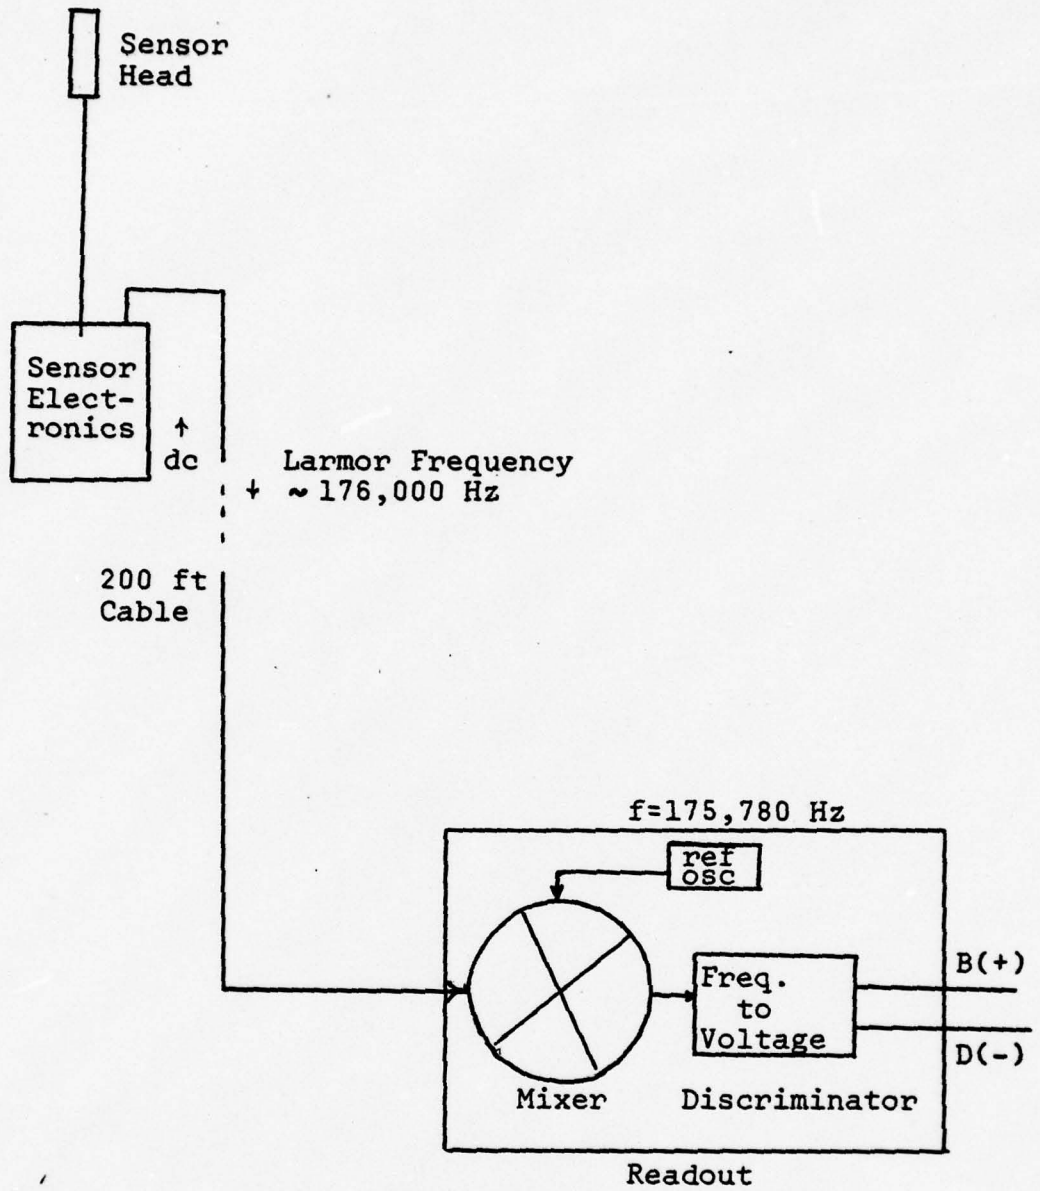 Sensor
Head
Sensor
Elect-
ronics
↑
dc
Larmor Frequency
↓ ~ 176,000 Hz
200 ft
Cable
f=175,780 Hz
ref
osc
Freq.
to
Voltage
B(+)
D(-)
Mixer
Discriminator
Readout